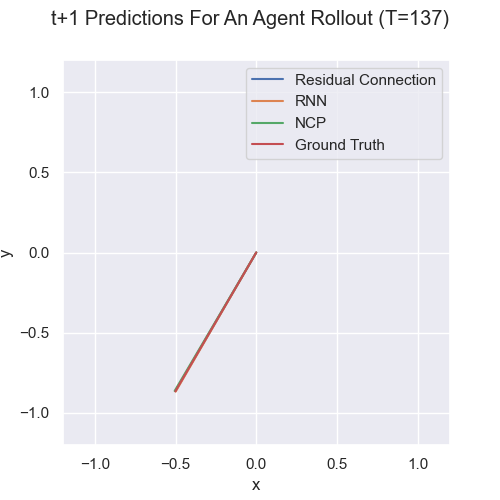 t+1 Predictions For An Agent Rollout (T=137)
Residual Connection
RNN
NCP
Ground Truth
1.0
0.5
0.0
−0.5
−1.0
y
−1.0 −0.5 0.0 0.5 1.0
x